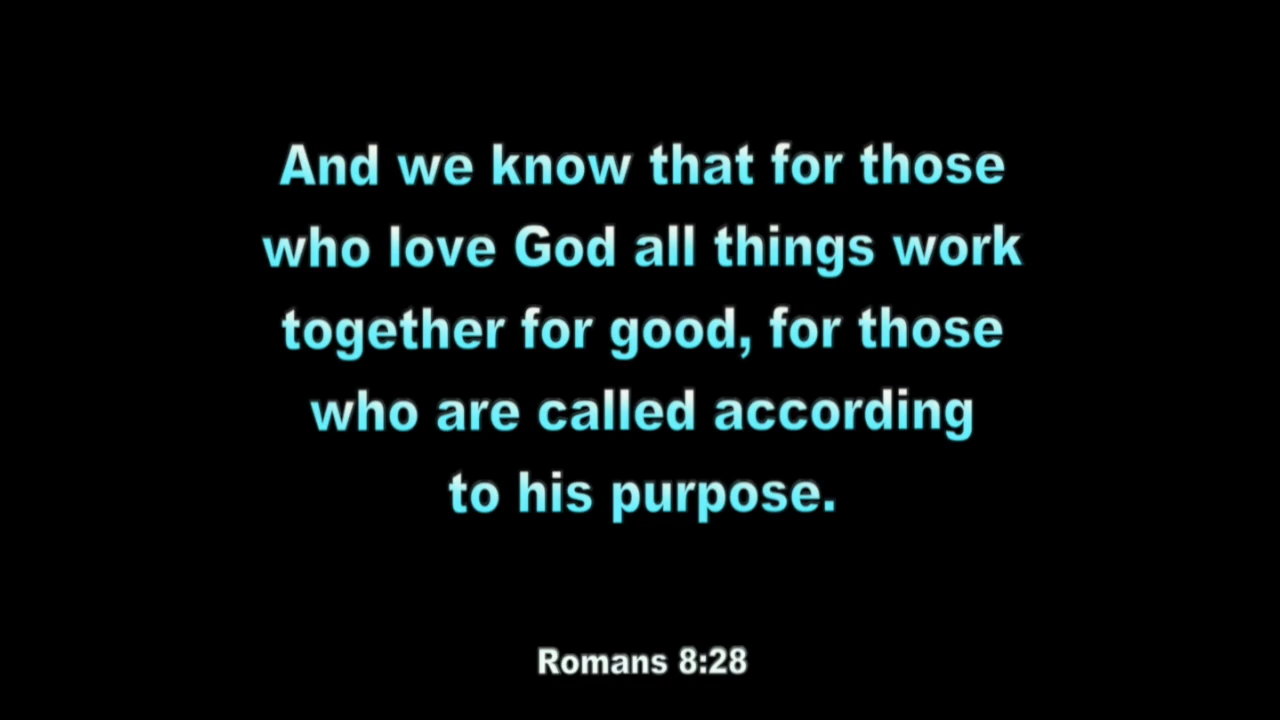 And we know that for those
who love God all things work
together for good, for those
who are called according
to his purpose.
Romans 8:28